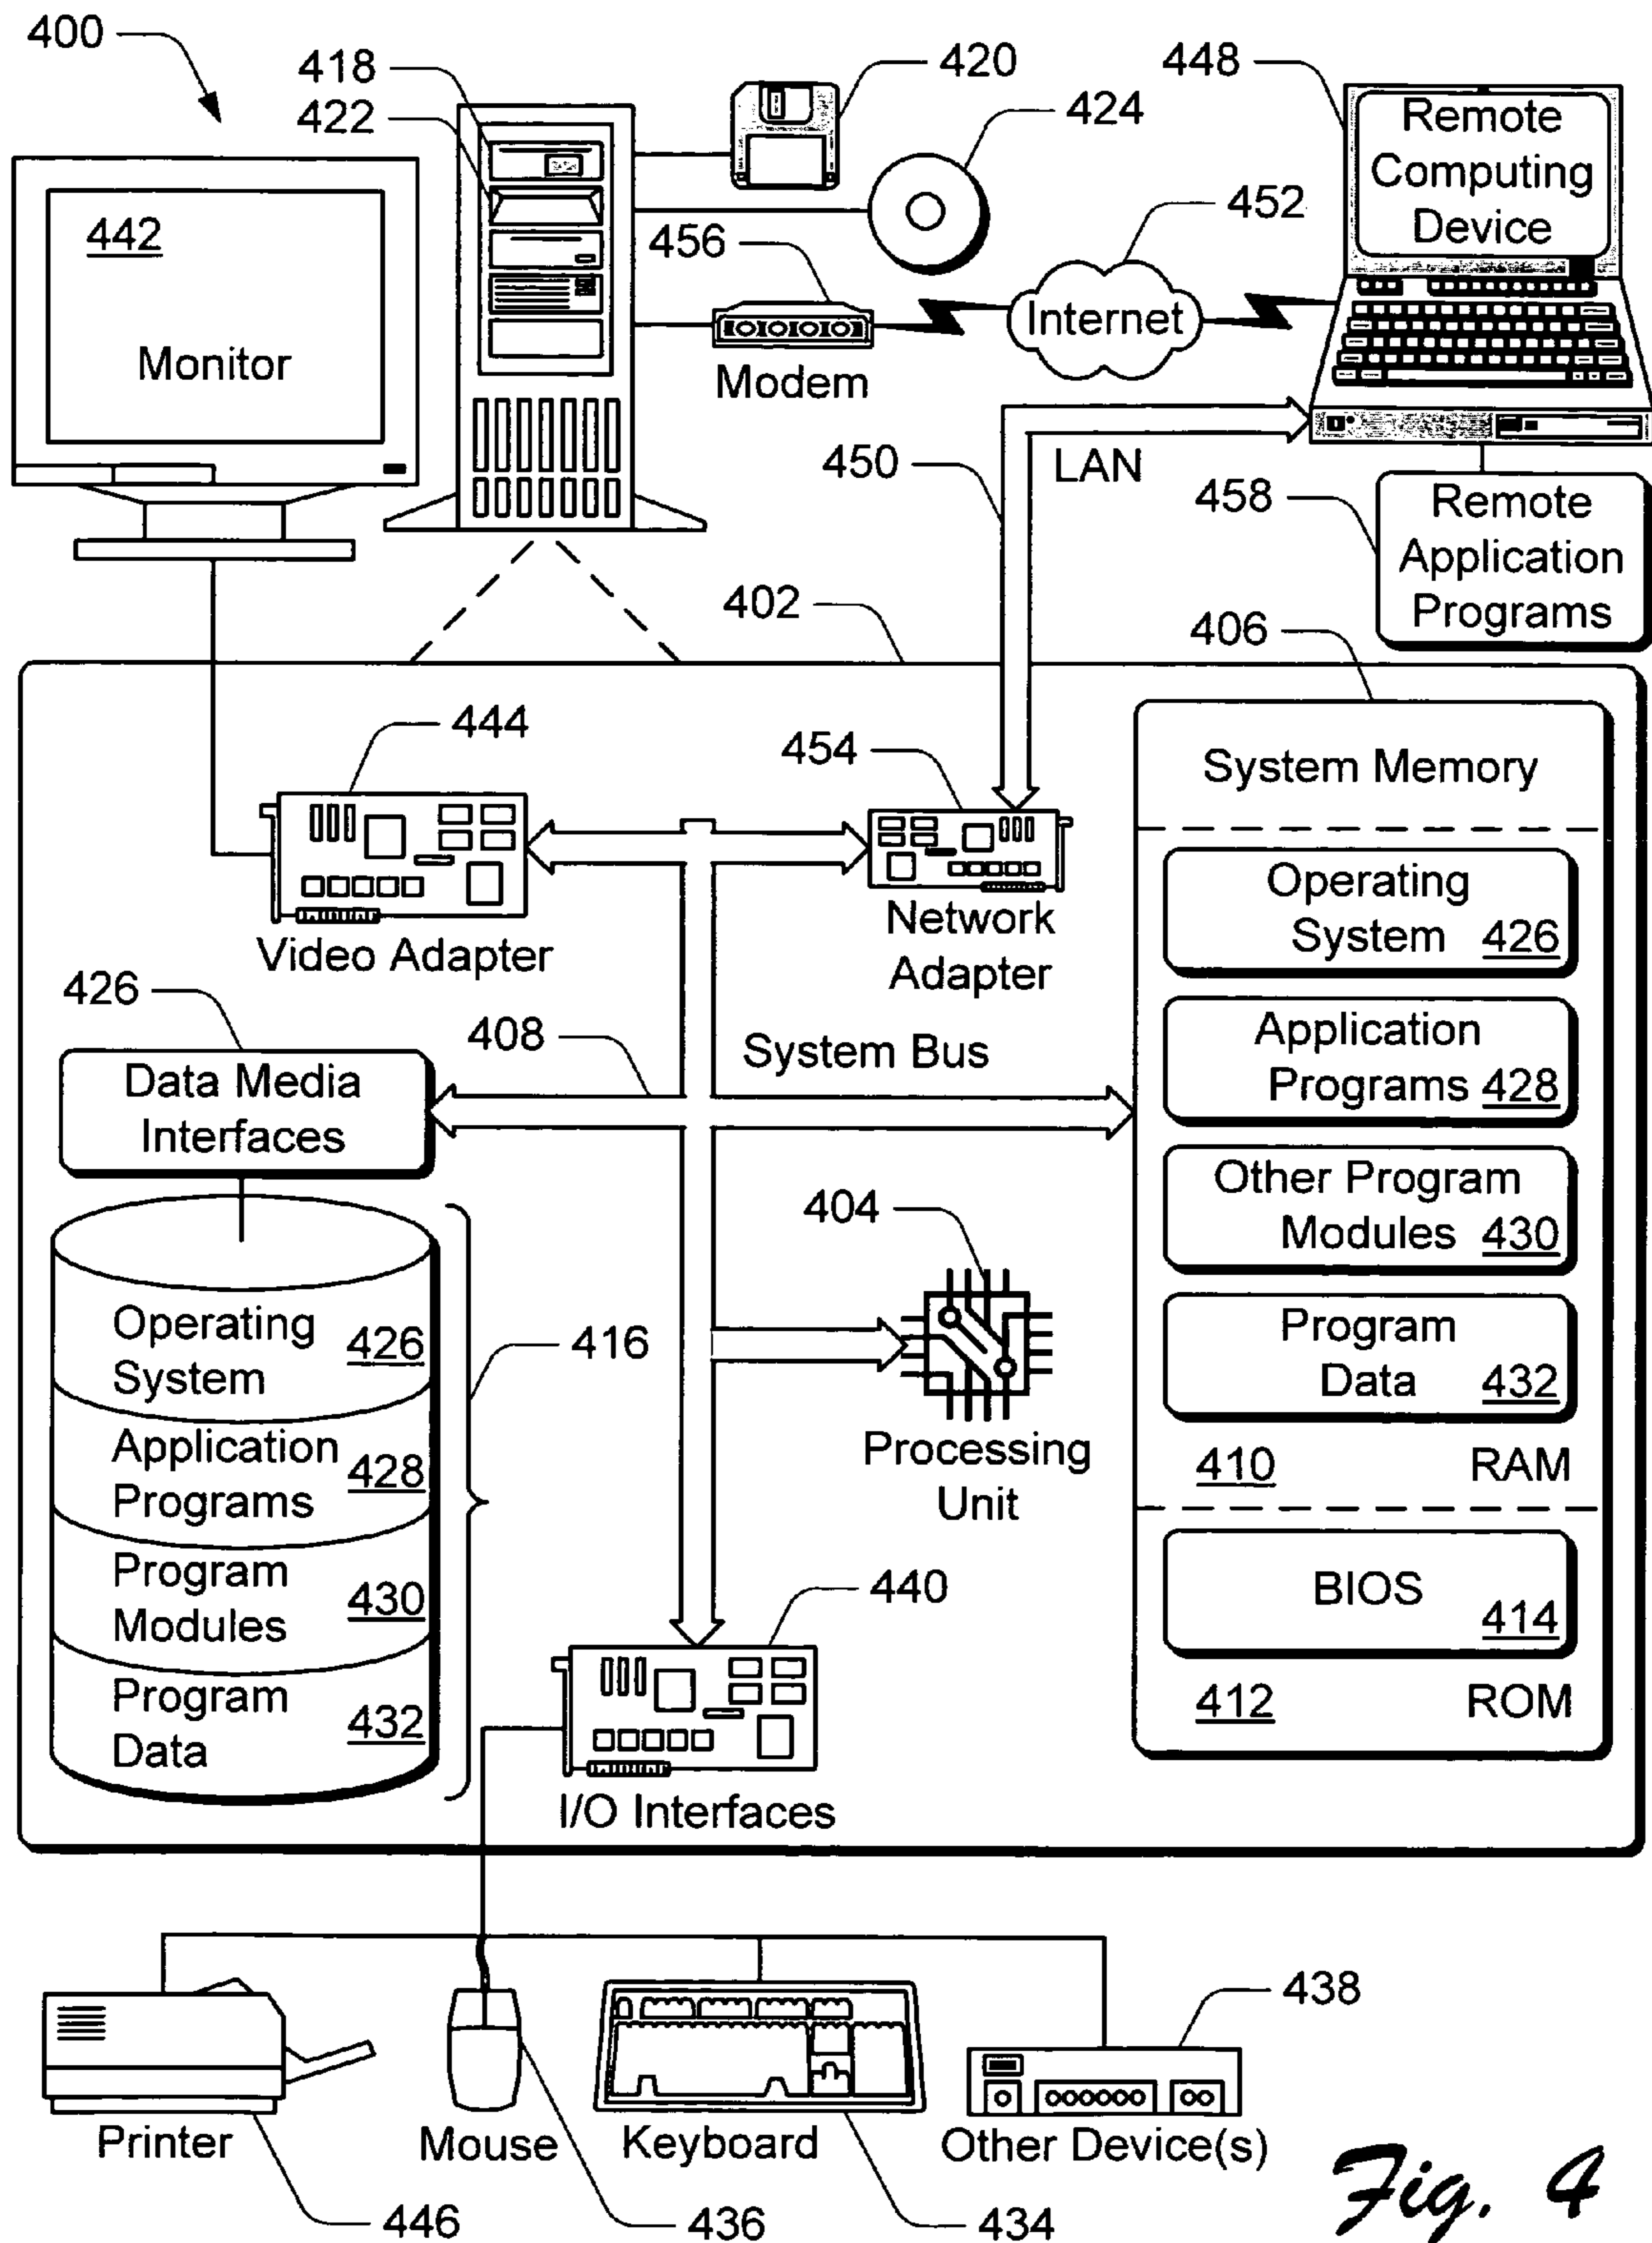 400
418
422
420
424
448
Remote
Computing
Device
442
Monitor
456
452
Internet
Modem
450
LAN
458
Remote
Application
Programs
402
406
444
454
System Memory
Video Adapter
Network
Adapter
Operating
System 426
426
408
System Bus
Application
Programs 428
Data Media
Interfaces
Other Program
Modules 430
404
Operating
System
426
416
Program
Data 432
Processing
Unit
410 RAM
Application
Programs
428
BIOS
414
Program
Modules
430
440
412 ROM
Program
Data
432
I/O Interfaces
438
Printer
Mouse
Keyboard
Other Device(s)
446
436
434
Fig. 4